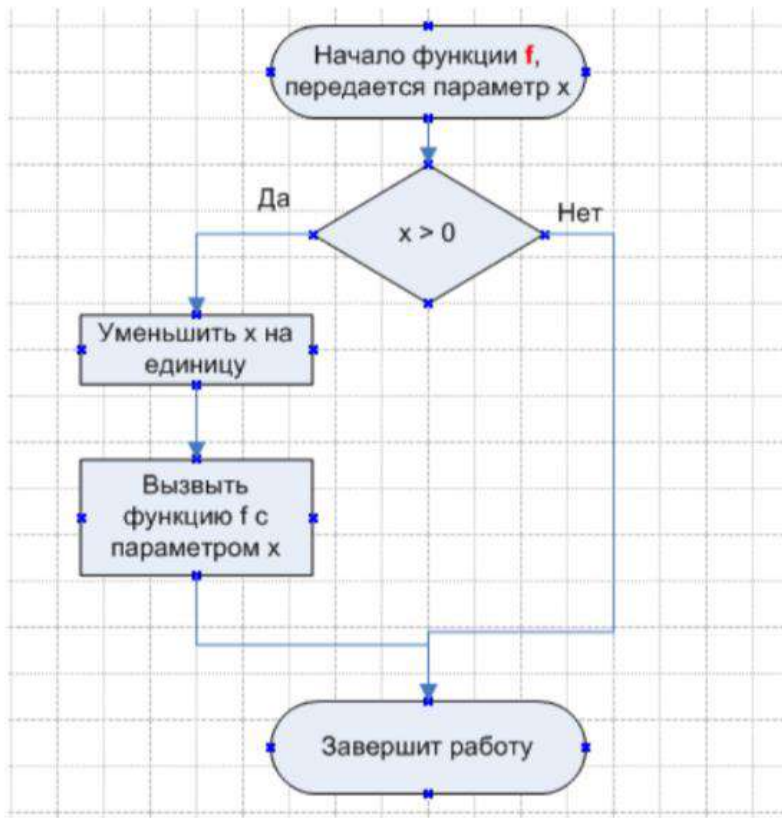 Начало функции f,
передается параметр x
Да
Нет
x > 0
Уменьшить x на
единицу
Вызвыть
функцию f с
параметром x
Завершит работу